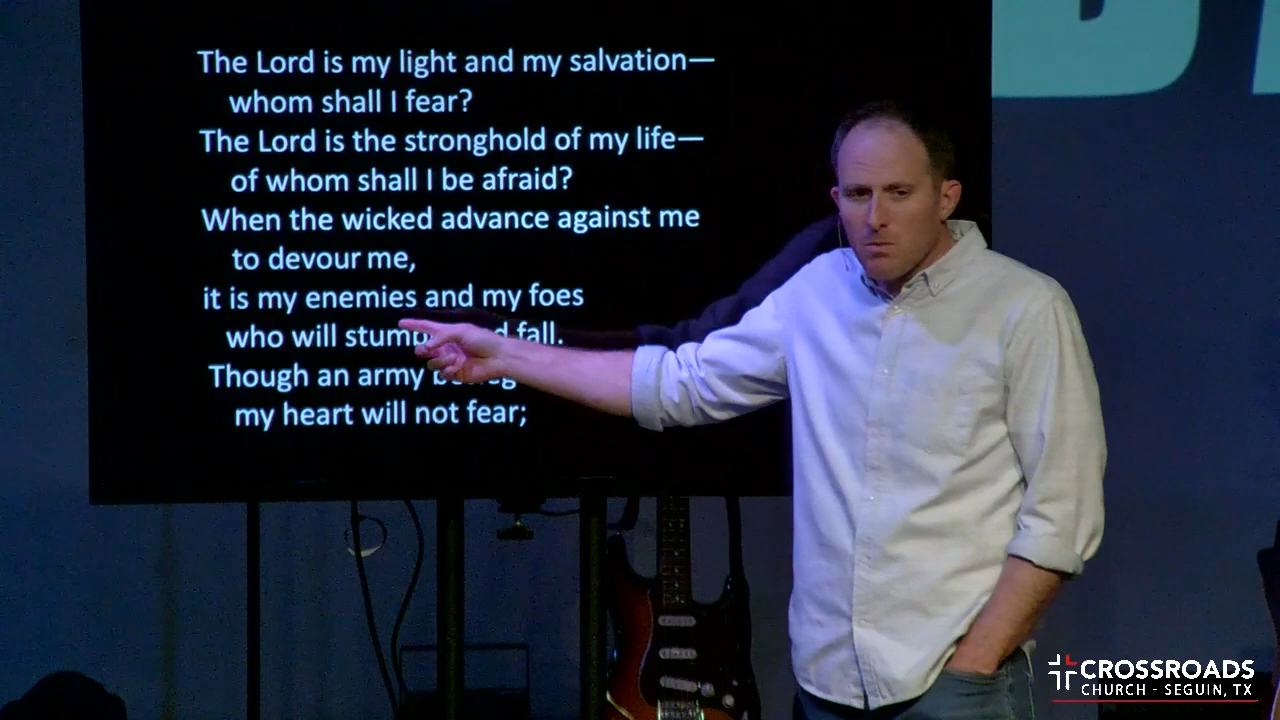 The Lord is my light and my salvation—
whom shall I fear?
The Lord is the stronghold of my life—
of whom shall I be afraid?
When the wicked advance against me
to devour me,
it is my enemies and my foes
who will fall.
Though an army
my heart will not fear;
CROSSROADS
CHURCH - SEGUIN, TX